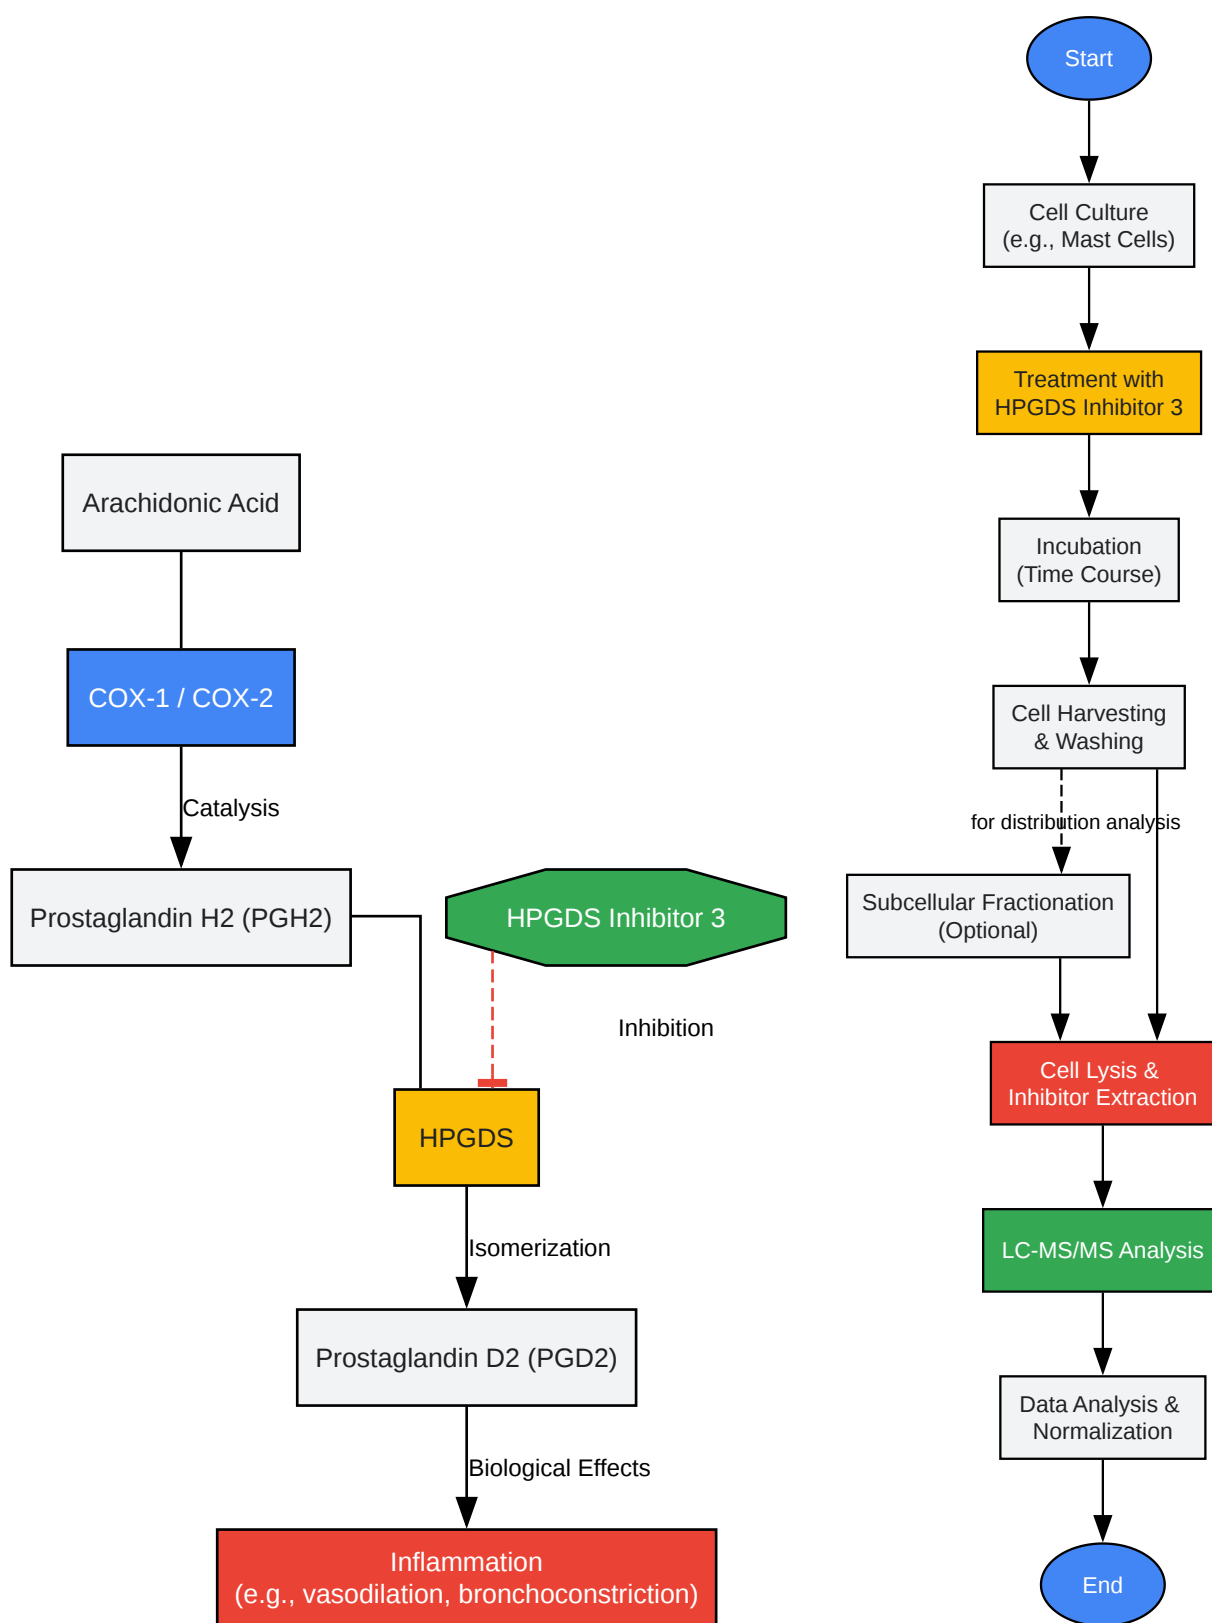 Arachidonic Acid
COX-1 / COX-2
Catalysis
Prostaglandin H2 (PGH2)
HPGDS Inhibitor 3
Inhibition
HPGDS
Isomerization
Prostaglandin D2 (PGD2)
Biological Effects
Inflammation
(e.g., vasodilation, bronchoconstriction)
Start
Cell Culture
(e.g., Mast Cells)
Treatment with
HPGDS Inhibitor 3
Incubation
(Time Course)
Cell Harvesting
& Washing
for distribution analysis
Subcellular Fractionation
(Optional)
Cell Lysis &
Inhibitor Extraction
LC-MS/MS Analysis
Data Analysis &
Normalization
End